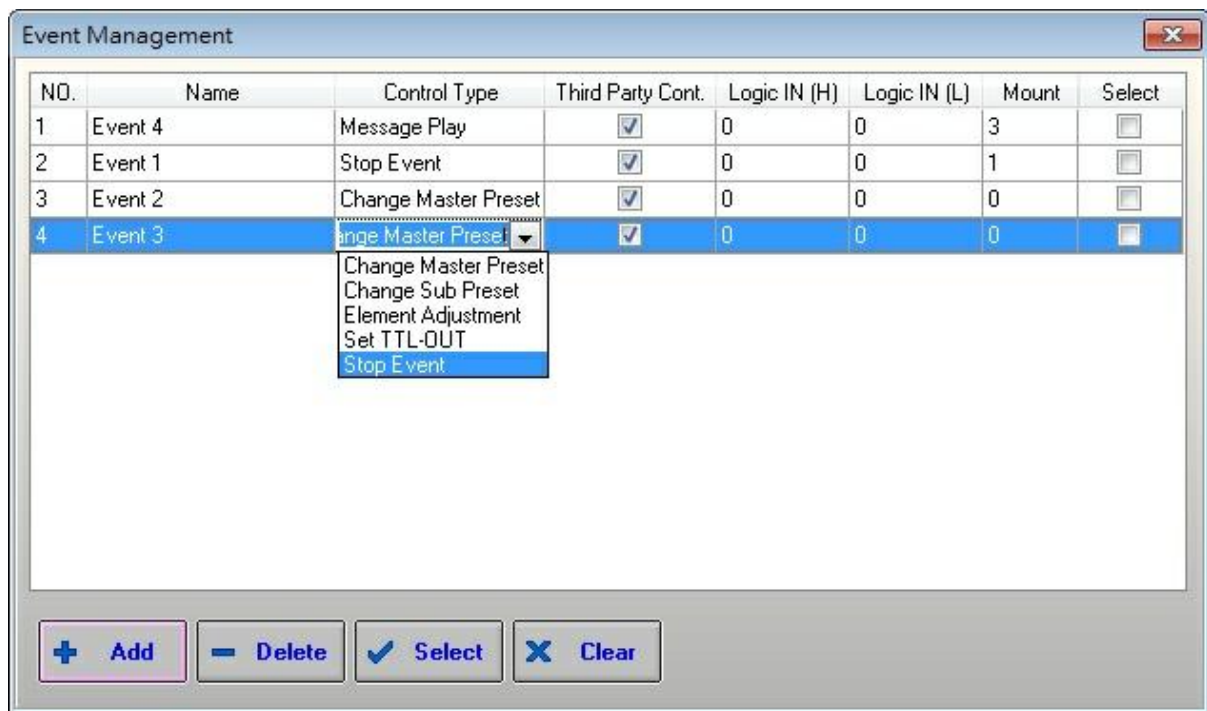 Event Management
NO. Name Control Type Third Party Cont. Logic IN (H) Logic IN (L) Mount Select
1 Event 4 Message Play 0 0 3
2 Event 1 Stop Event 0 0 1
3 Event 2 Change Master Preset 0 0 0
4 Event 3 ange Master Preset 0 0 0
Change Master Preset
Change Sub Preset
Element Adjustment
Set TTL-OUT
Stop Event
Add Delete Select Clear